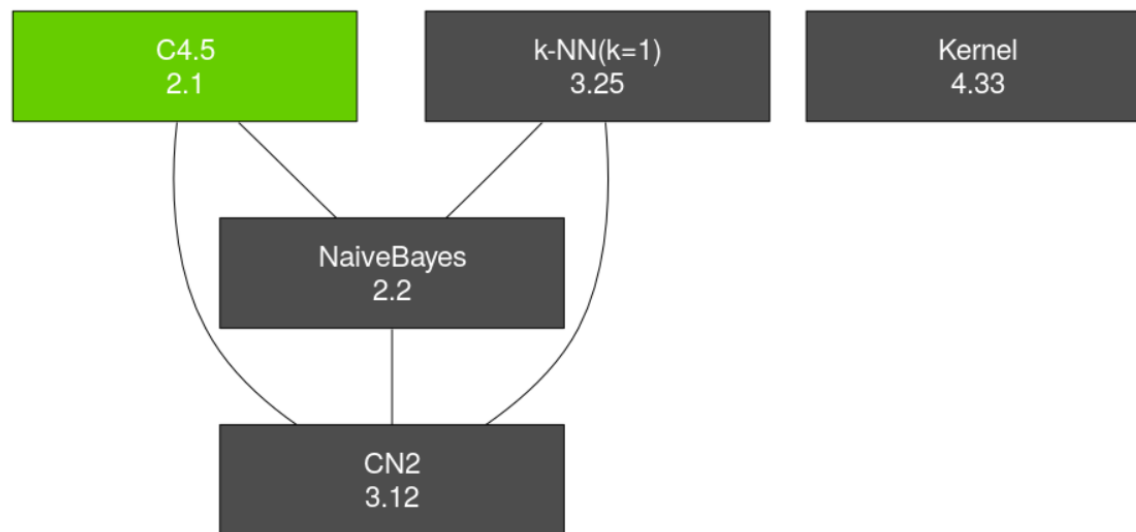 C4.5
2.1
k-NN(k=1)
3.25
Kernel
4.33
NaiveBayes
2.2
CN2
3.12